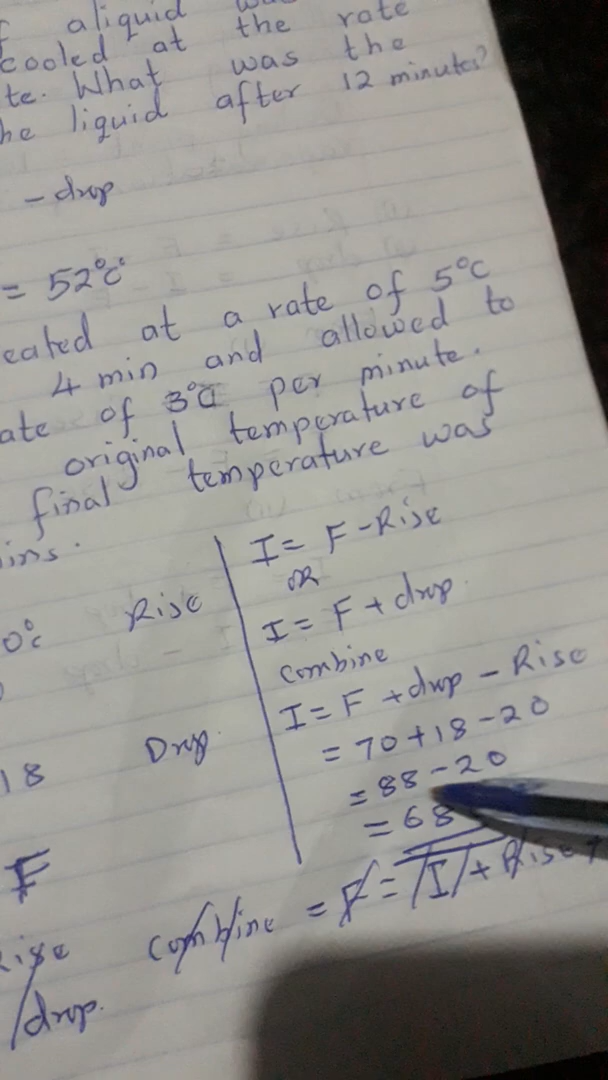 aliquid
cooled at the rate
te. What was the
he liquid after 12 minutes?
- drop
= 52°C
eated at a rate of 5°C
4 min and allowed to
ate of 3°C per minute.
original temperature of
final temperature was
ins.
0°C Rise
18 Drop
F
Rise combine = F = I + Rise +
/drop.
I = F - Rise
OR
I = F + drop
Combine
I = F + drop - Rise
= 70 + 18 - 20
= 88 - 20
= 68